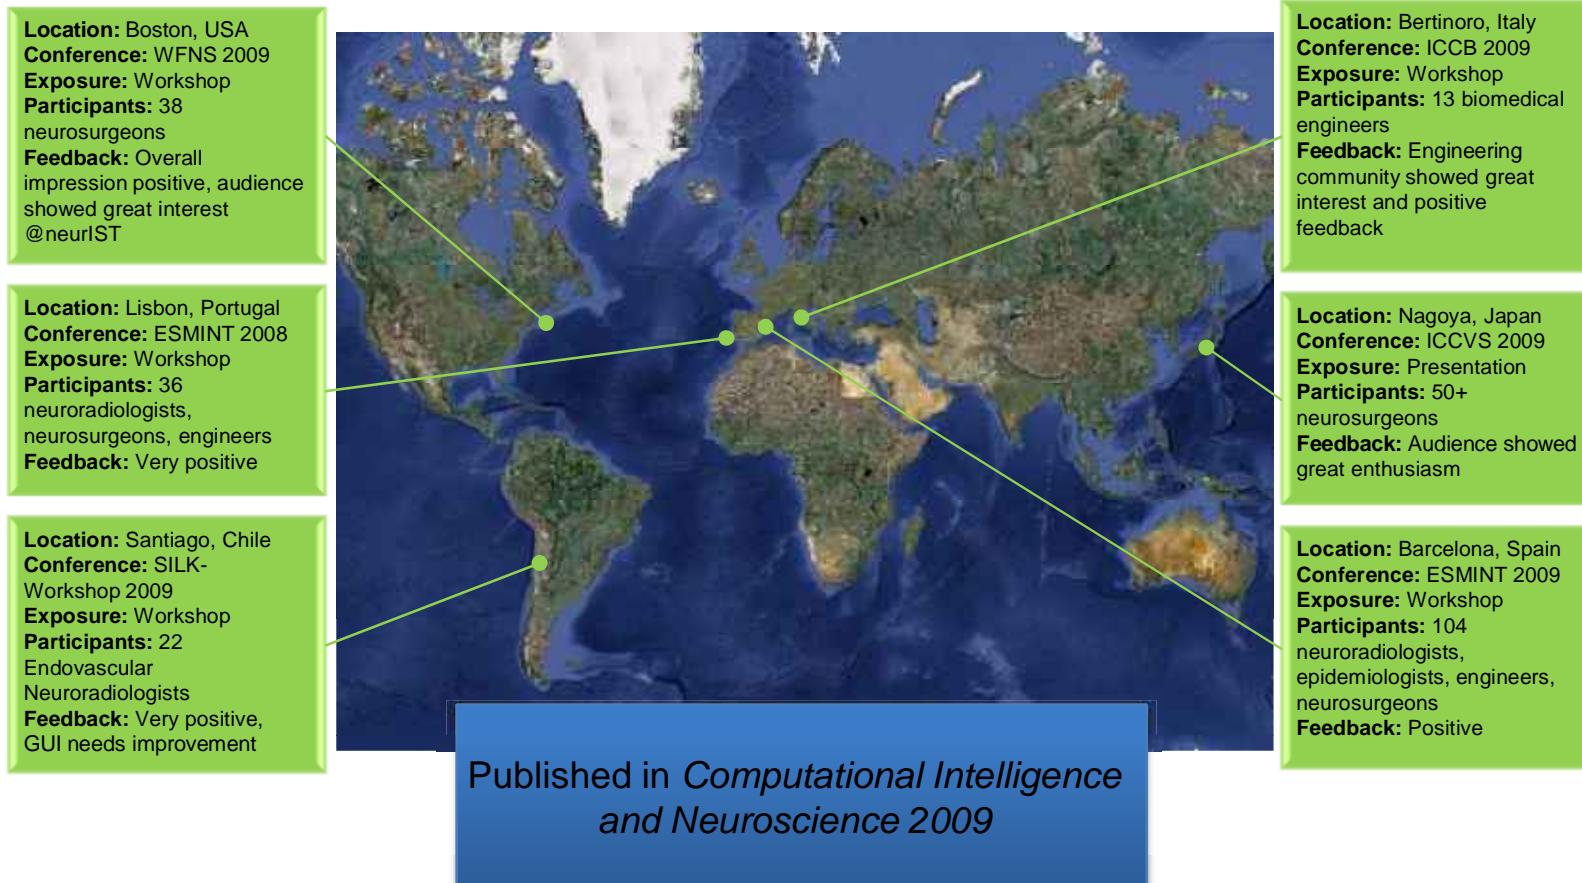 Location: Boston, USA
Conference: WFNS 2009
Exposure: Workshop
Participants: 38
neurosurgeons
Feedback: Overall
impression positive, audience
showed great interest
@neurIST
Location: Lisbon, Portugal
Conference: ESMINT 2008
Exposure: Workshop
Participants: 36
neuroradiologists,
neurosurgeons, engineers
Feedback: Very positive
Location: Santiago, Chile
Conference: SILK-
Workshop 2009
Exposure: Workshop
Participants: 22
Endovascular
Neuroradiologists
Feedback: Very positive,
GUI needs improvement
Location: Bertinoro, Italy
Conference: ICCB 2009
Exposure: Workshop
Participants: 13 biomedical
engineers
Feedback: Engineering
community showed great
interest and positive
feedback
Location: Nagoya, Japan
Conference: ICCVS 2009
Exposure: Presentation
Participants: 50+
neurosurgeons
Feedback: Audience showed
great enthusiasm
Location: Barcelona, Spain
Conference: ESMINT 2009
Exposure: Workshop
Participants: 104
neuroradiologists,
epidemiologists, engineers,
neurosurgeons
Feedback: Positive
Published in Computational Intelligence
and Neuroscience 2009